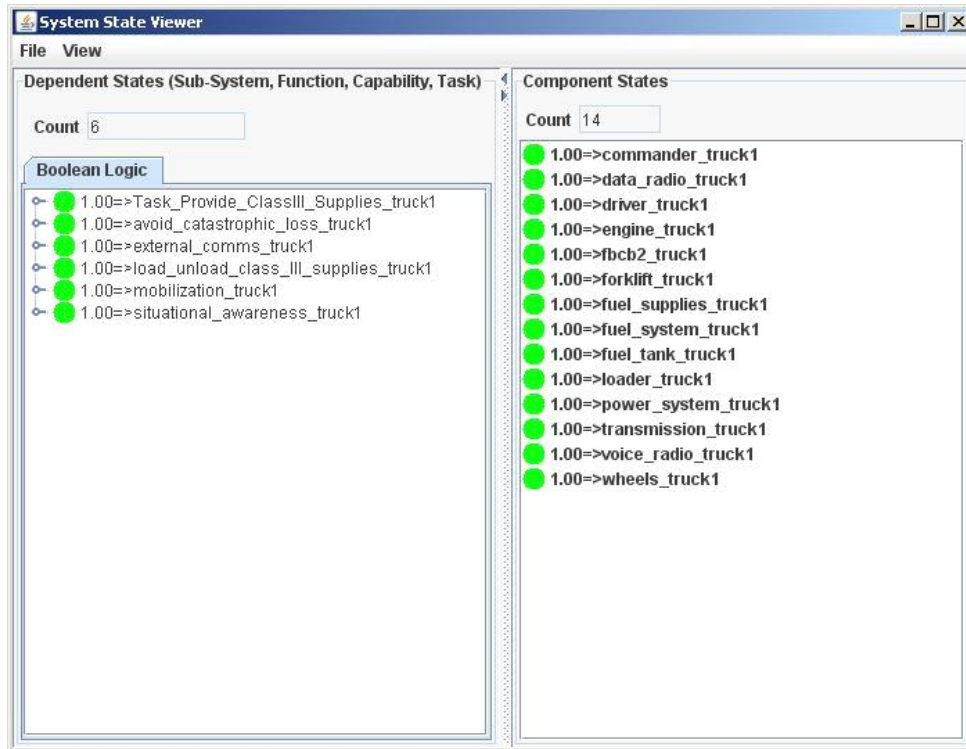 System State Viewer
File View
Dependent States (Sub-System, Function, Capability, Task)
Count 6
Boolean Logic
1.00=>Task_Provide_ClassIII_Supplies_truck1
1.00=>avoid_catastrophic_loss_truck1
1.00=>external_comms_truck1
1.00=>load_unload_class_III_supplies_truck1
1.00=>mobilization_truck1
1.00=>situational_awareness_truck1
Component States
Count 14
1.00=>commander_truck1
1.00=>data_radio_truck1
1.00=>driver_truck1
1.00=>engine_truck1
1.00=>fbcb2_truck1
1.00=>forklift_truck1
1.00=>fuel_supplies_truck1
1.00=>fuel_system_truck1
1.00=>fuel_tank_truck1
1.00=>loader_truck1
1.00=>power_system_truck1
1.00=>transmission_truck1
1.00=>voice_radio_truck1
1.00=>wheels_truck1